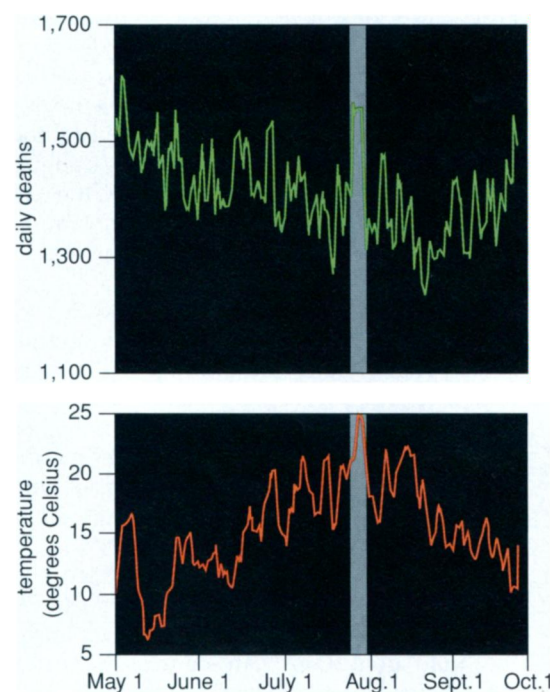 1,700
1,500
1,300
1,100
daily deaths
25
20
15
10
5
temperature
(degrees Celsius)
May 1 June 1 July 1 Aug.1 Sept.1 Oct.1